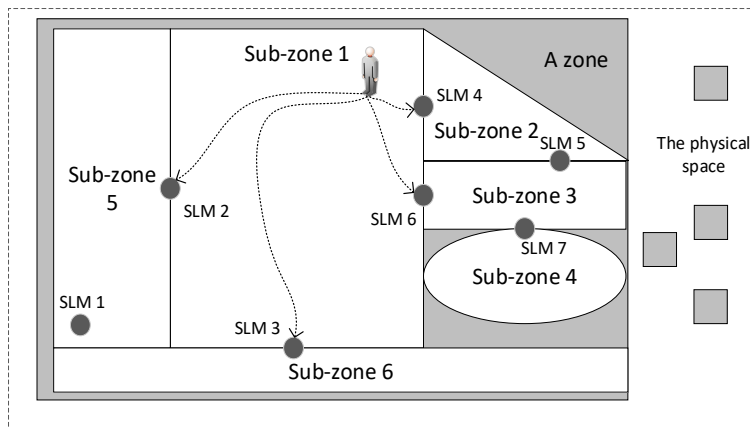 Sub-zone 1
A zone
SLM 4
Sub-zone 2
SLM 5
The physical
space
Sub-zone
5
SLM 2
Sub-zone 3
SLM 6
SLM 7
Sub-zone 4
SLM 1
SLM 3
Sub-zone 6